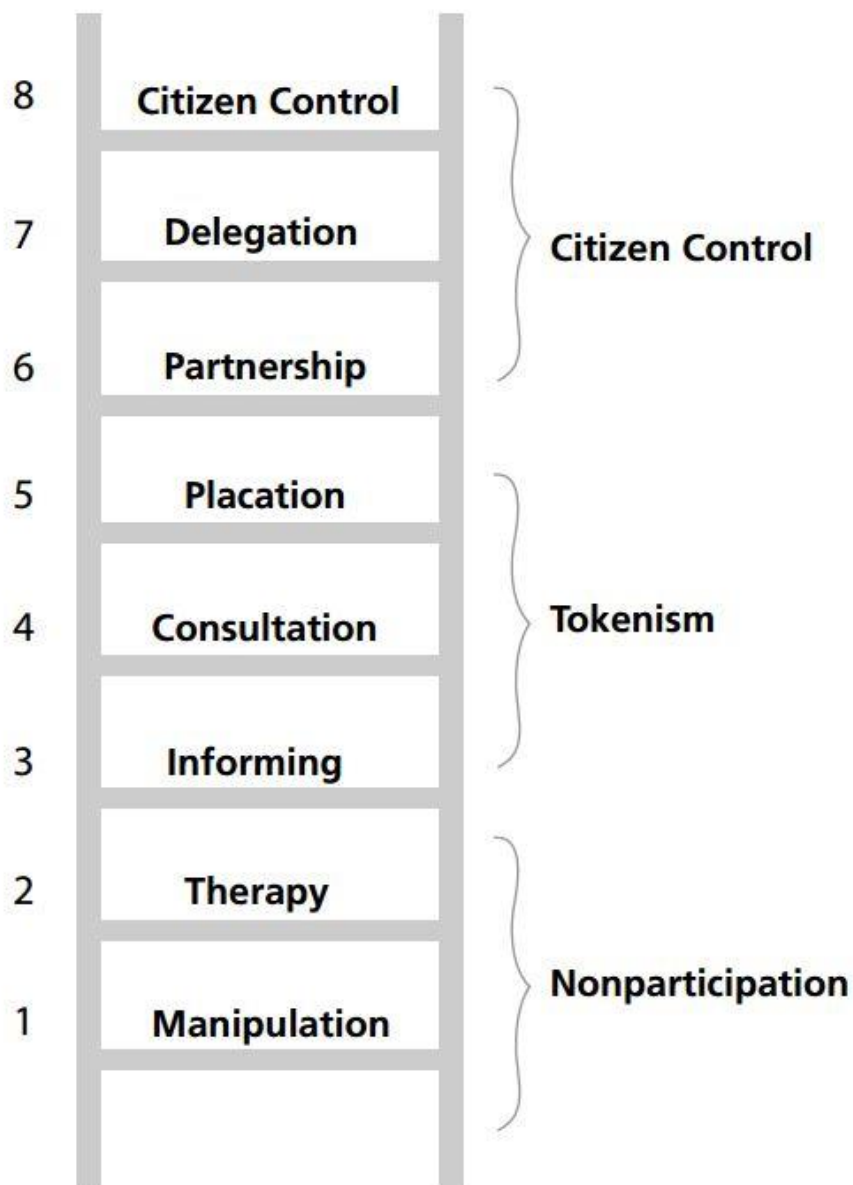 8 Citizen Control
7 Delegation
Citizen Control
6 Partnership
5 Placation
4 Consultation
Tokenism
3 Informing
2 Therapy
Nonparticipation
1 Manipulation